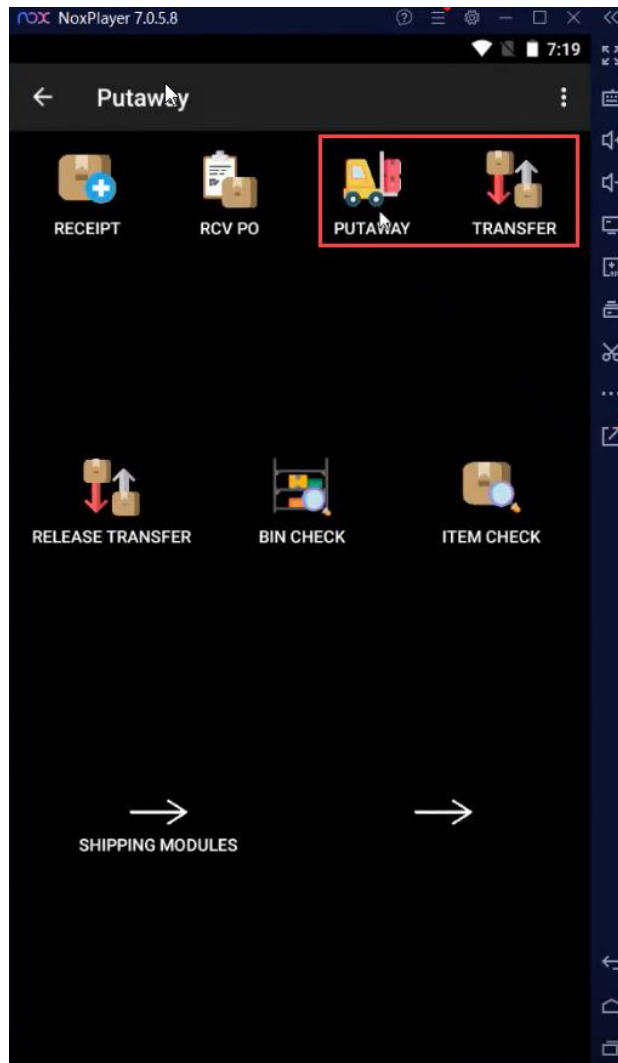 nox NoxPlayer 7.0.5.8
7:19
Putaway
RECEIPT RCV PO PUTAWAY TRANSFER
RELEASE TRANSFER BIN CHECK ITEM CHECK
SHIPPING MODULES